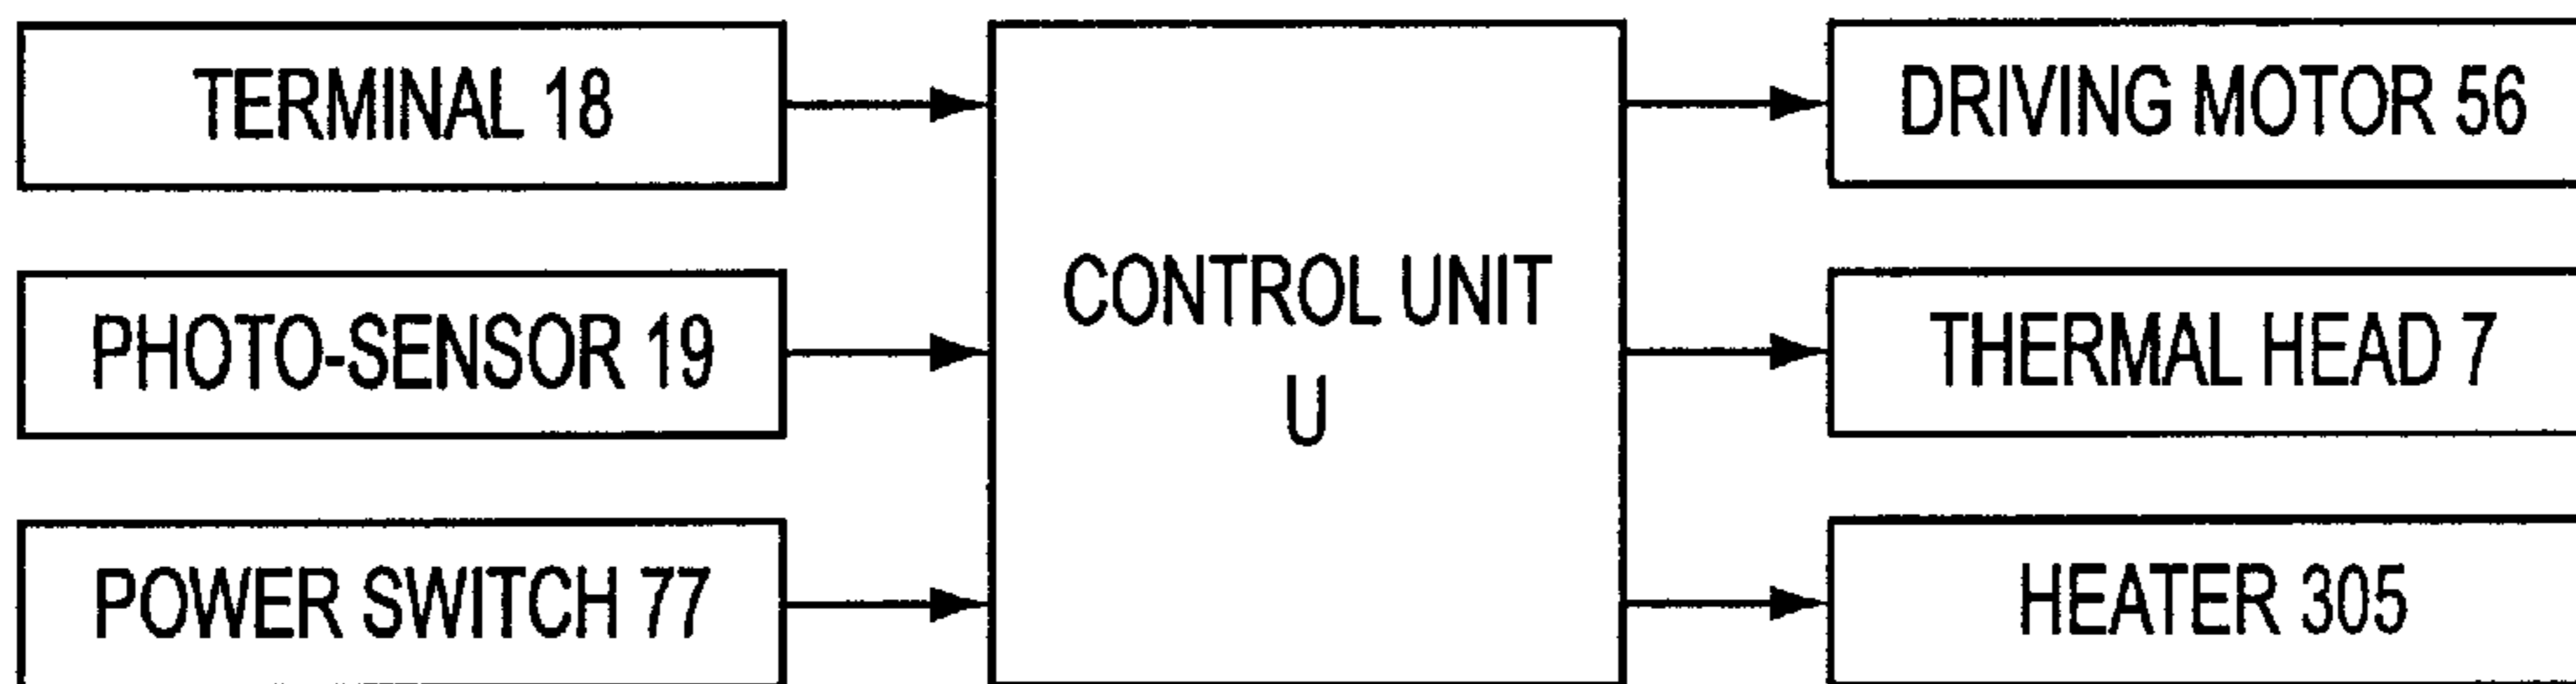 TERMINAL 18
PHOTO-SENSOR 19
POWER SWITCH 77
CONTROL UNIT
U
DRIVING MOTOR 56
THERMAL HEAD 7
HEATER 305